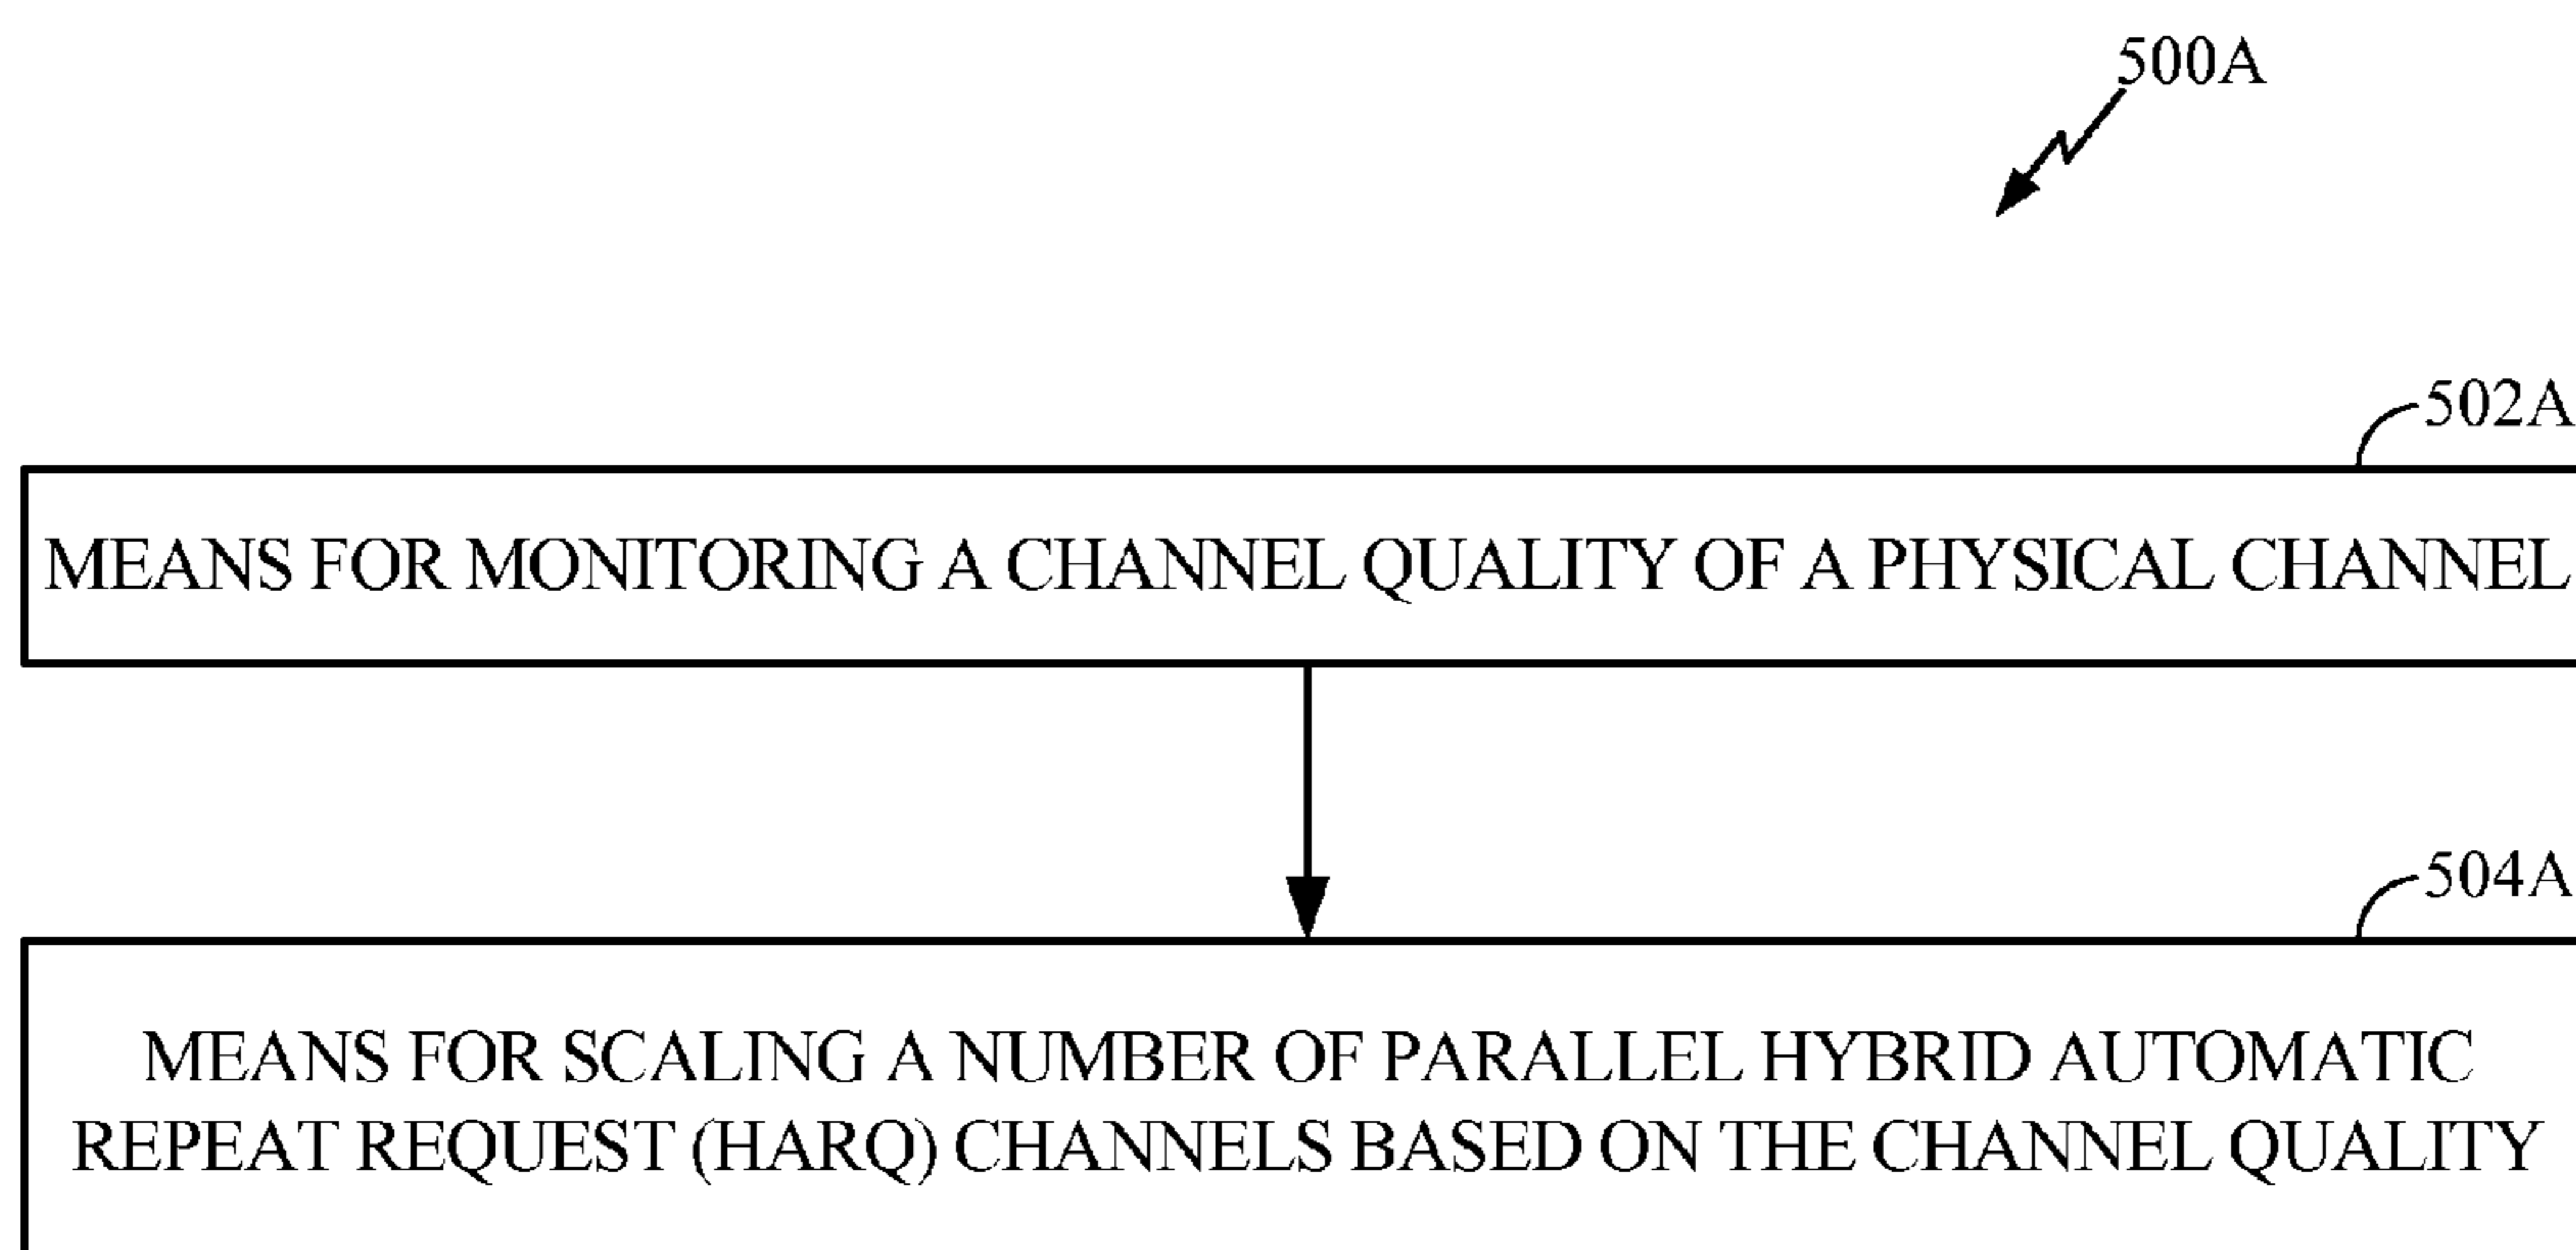 500A
502A
MEANS FOR MONITORING A CHANNEL QUALITY OF A PHYSICAL CHANNEL
504A
MEANS FOR SCALING A NUMBER OF PARALLEL HYBRID AUTOMATIC
REPEAT REQUEST (HARQ) CHANNELS BASED ON THE CHANNEL QUALITY